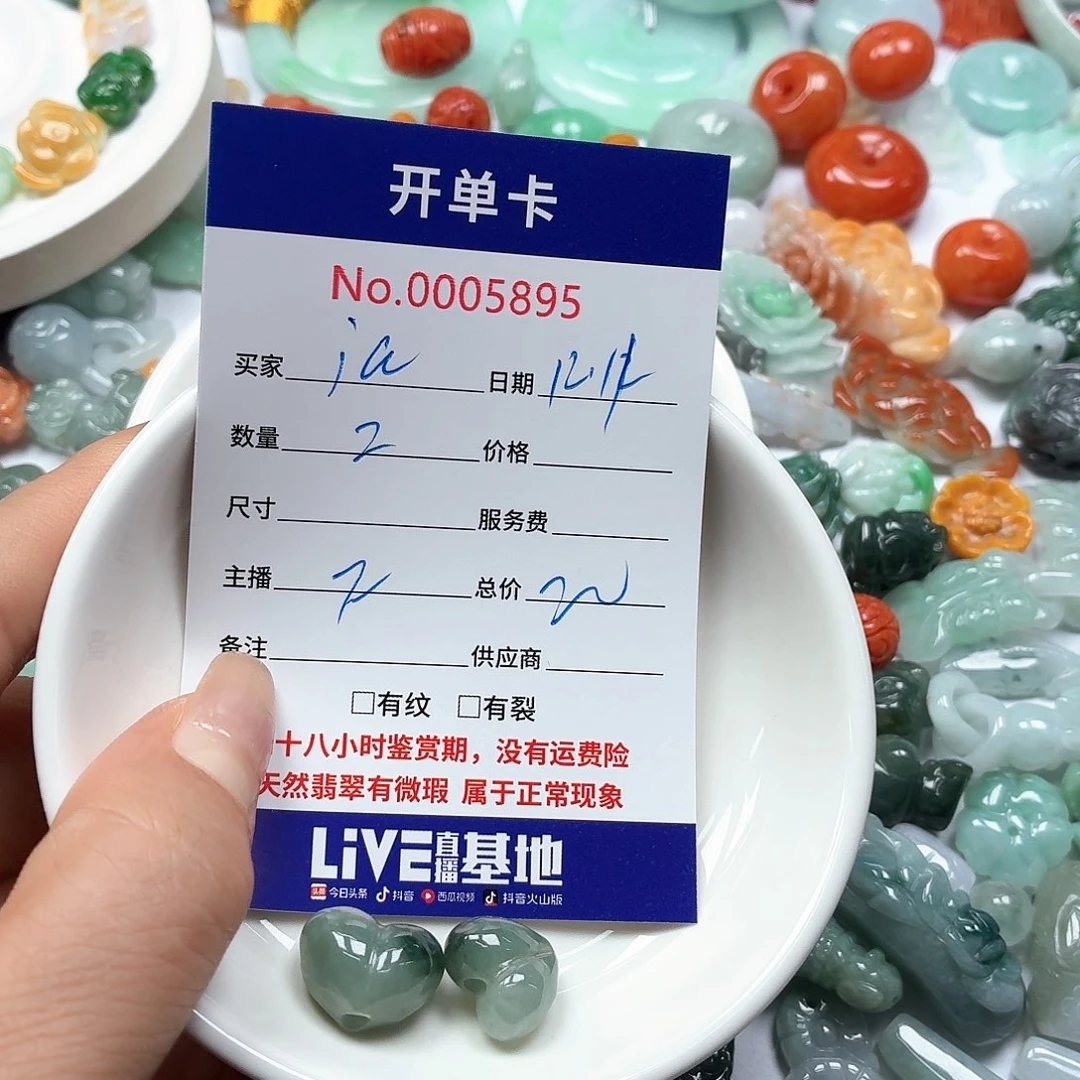 开单卡
No.0005895
买家 ja 日期
数量 2 价格
尺寸 服务费
主播 总价
备注 供应商
□有纹 □有裂
十八小时鉴赏期，没有运费险
天然翡翠有微瑕 属于正常现象
LiVE直播基地
头条 今日头条 抖音 西瓜视频 抖音火山版